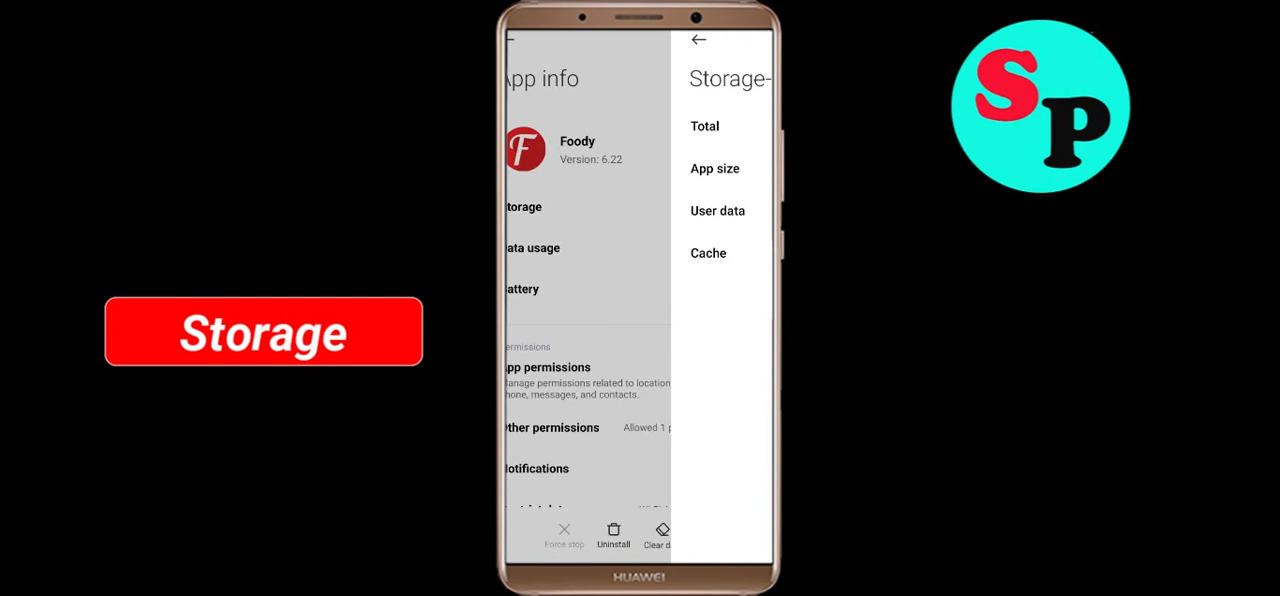 Storage
App info
Foody
Version: 6.22
torage
ata usage
attery
ermissions
App permissions
anage permissions related to location
hone, messages, and contacts.
ther permissions
Allowed 1 p
otifications
Force stop
Uninstall
Clear d
Storage-
Total
App size
User data
Cache
HUAWEI
SP